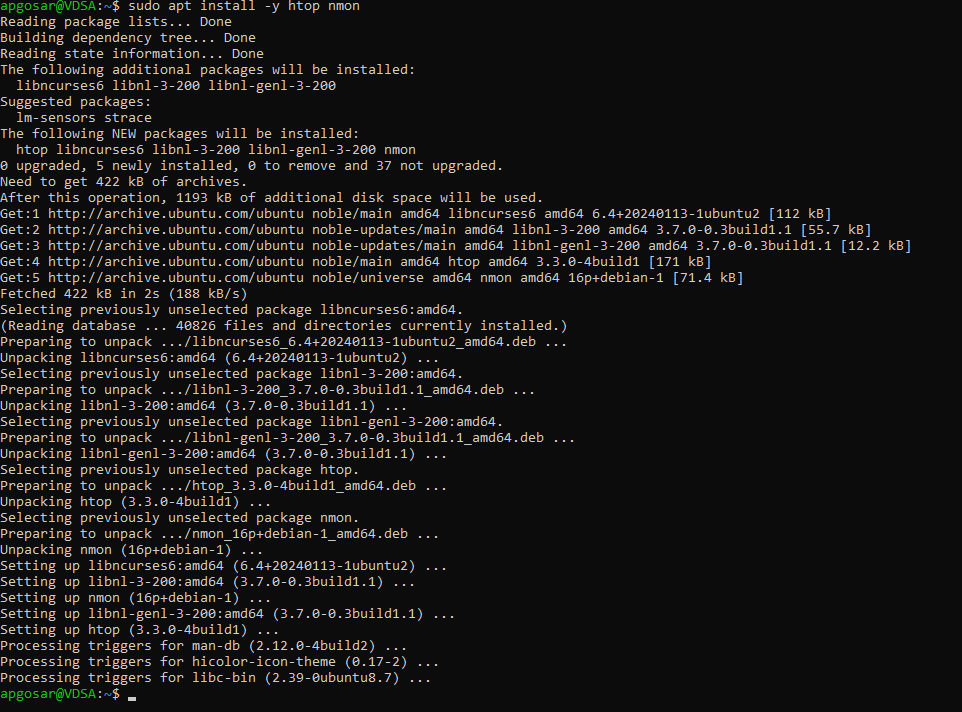 apgosar@VDSA:~$ sudo apt install -y htop nmon
Reading package lists... Done
Building dependency tree... Done
Reading state information... Done
The following additional packages will be installed:
  libncurses6 libnl-3-200 libnl-genl-3-200
Suggested packages:
  lm-sensors strace
The following NEW packages will be installed:
  htop libncurses6 libnl-3-200 libnl-genl-3-200 nmon
0 upgraded, 5 newly installed, 0 to remove and 37 not upgraded.
Need to get 422 kB of archives.
After this operation, 1193 kB of additional disk space will be used.
Get:1 http://archive.ubuntu.com/ubuntu noble/main amd64 libncurses6 amd64 6.4+20240113-1ubuntu2 [112 kB]
Get:2 http://archive.ubuntu.com/ubuntu noble-updates/main amd64 libnl-3-200 amd64 3.7.0-0.3build1.1 [55.7 kB]
Get:3 http://archive.ubuntu.com/ubuntu noble-updates/main amd64 libnl-genl-3-200 amd64 3.7.0-0.3build1.1 [12.2 kB]
Get:4 http://archive.ubuntu.com/ubuntu noble/main amd64 htop amd64 3.3.0-4build1 [171 kB]
Get:5 http://archive.ubuntu.com/ubuntu noble/universe amd64 nmon amd64 16p+debian-1 [71.4 kB]
Fetched 422 kB in 2s (188 kB/s)
Selecting previously unselected package libncurses6:amd64.
(Reading database ... 40826 files and directories currently installed.)
Preparing to unpack .../libncurses6_6.4+20240113-1ubuntu2_amd64.deb ...
Unpacking libncurses6:amd64 (6.4+20240113-1ubuntu2) ...
Selecting previously unselected package libnl-3-200:amd64.
Preparing to unpack .../libnl-3-200_3.7.0-0.3build1.1_amd64.deb ...
Unpacking libnl-3-200:amd64 (3.7.0-0.3build1.1) ...
Selecting previously unselected package libnl-genl-3-200:amd64.
Preparing to unpack .../libnl-genl-3-200_3.7.0-0.3build1.1_amd64.deb ...
Unpacking libnl-genl-3-200:amd64 (3.7.0-0.3build1.1) ...
Selecting previously unselected package htop.
Preparing to unpack .../htop_3.3.0-4build1_amd64.deb ...
Unpacking htop (3.3.0-4build1) ...
Selecting previously unselected package nmon.
Preparing to unpack .../nmon_16p+debian-1_amd64.deb ...
Unpacking nmon (16p+debian-1) ...
Setting up libncurses6:amd64 (6.4+20240113-1ubuntu2) ...
Setting up libnl-3-200:amd64 (3.7.0-0.3build1.1) ...
Setting up nmon (16p+debian-1) ...
Setting up libnl-genl-3-200:amd64 (3.7.0-0.3build1.1) ...
Setting up htop (3.3.0-4build1) ...
Processing triggers for man-db (2.12.0-4build2) ...
Processing triggers for hicolor-icon-theme (0.17-2) ...
Processing triggers for libc-bin (2.39-0ubuntu8.7) ...
apgosar@VDSA:~$